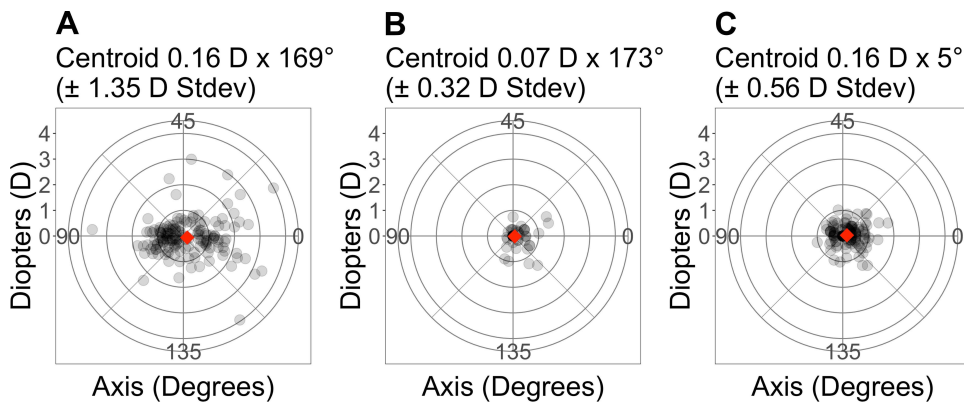 A
Centroid 0.16 D x 169°
(± 1.35 D Stdev)
45
4
3
2
1
0
90
0
135
Diopters (D)
Axis (Degrees)
B
Centroid 0.07 D x 173°
(± 0.32 D Stdev)
45
4
3
2
1
0
90
0
135
Diopters (D)
Axis (Degrees)
C
Centroid 0.16 D x 5°
(± 0.56 D Stdev)
45
4
3
2
1
0
90
0
135
Diopters (D)
Axis (Degrees)